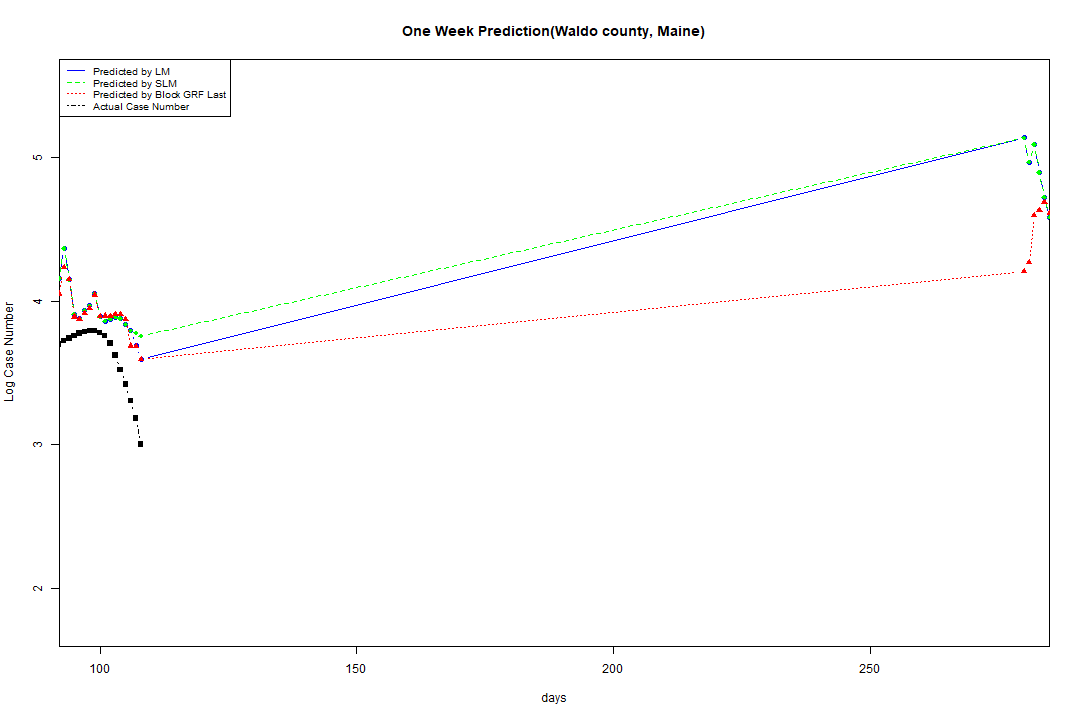 One Week Prediction(Waldo county, Maine)
Predicted by LM
Predicted by SLM
Predicted by Block GRF Last
Actual Case Number
5
4
3
2
Log Case Number
100 150 200 250
days